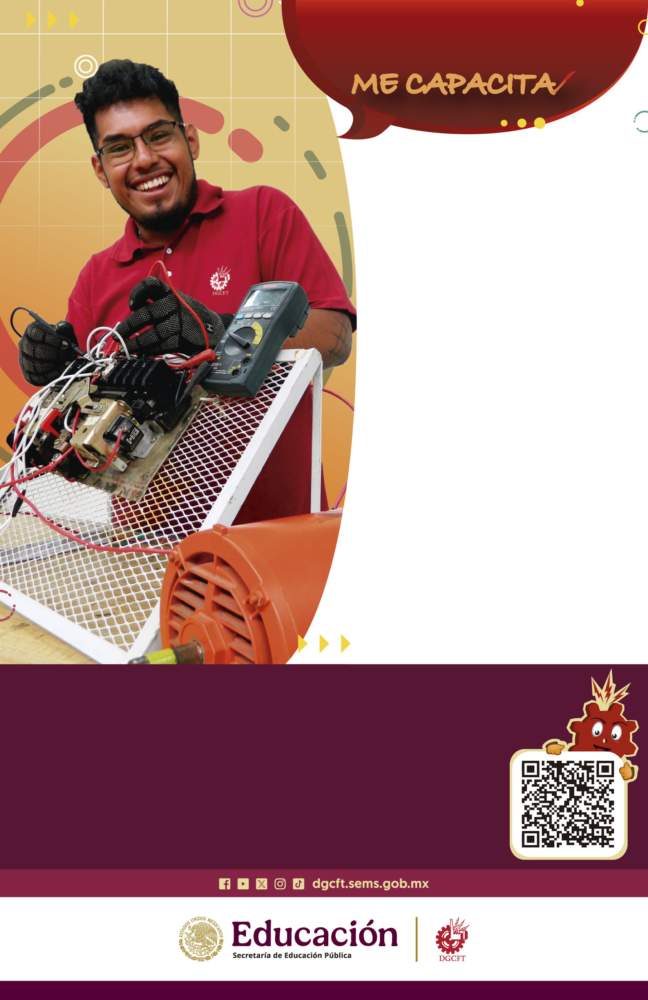 ME CAPACITA
DGCFT
dgcft.sems.gob.mx
ESTADOS UNIDOS MEXICANOS
Educación
Secretaría de Educación Pública
DGCFT